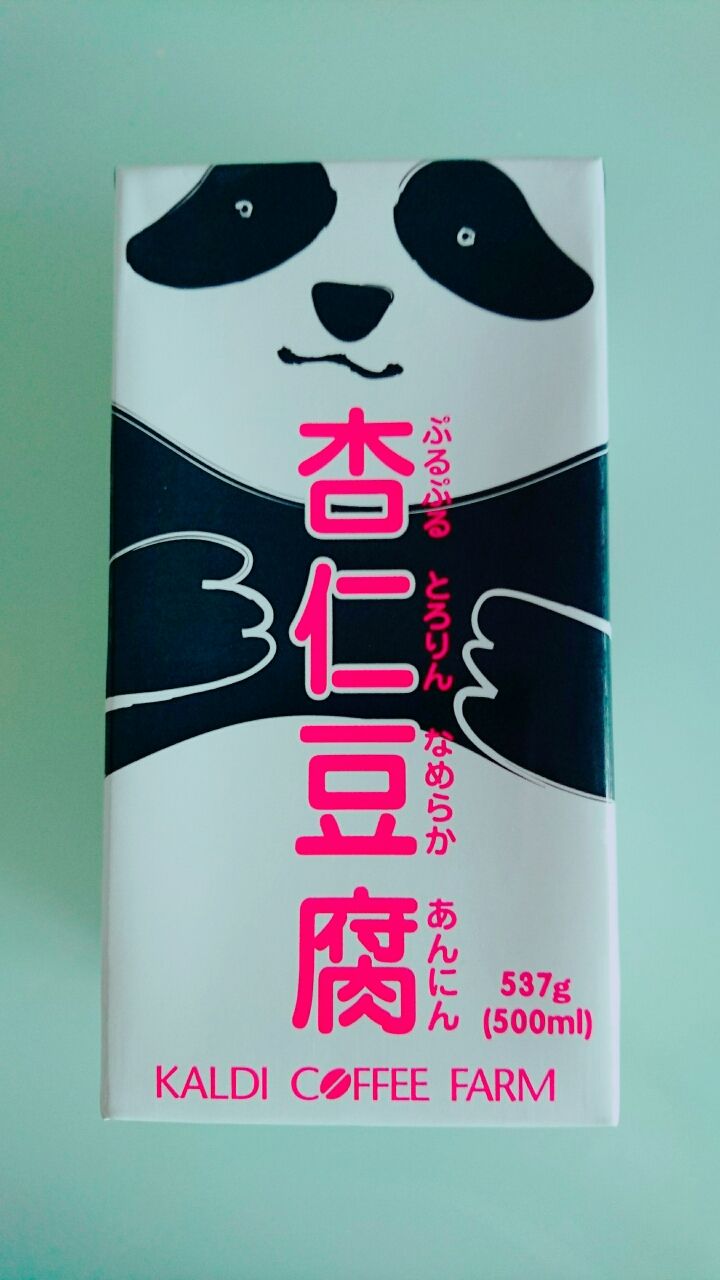 杏仁豆腐
ぷるぷる とろりん なめらか あんにん
537g
(500ml)
KALDI COFFEE FARM